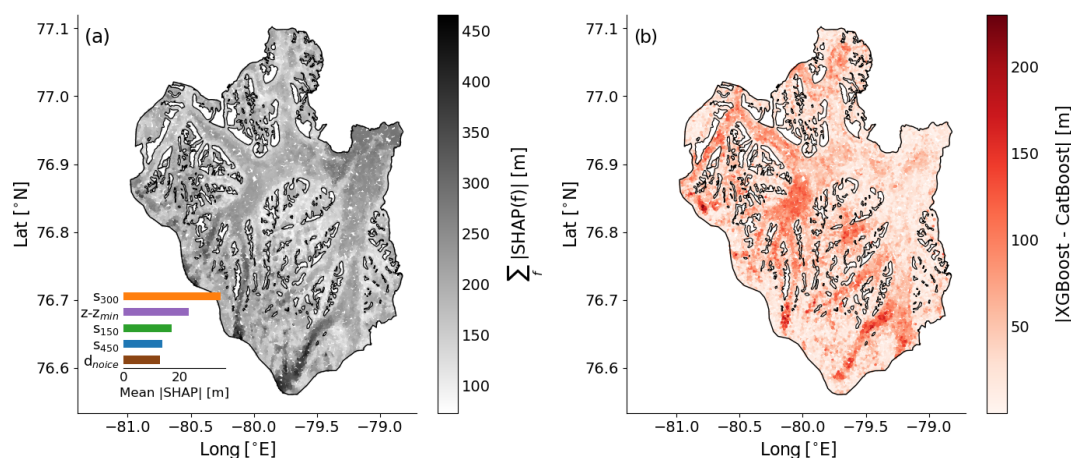 (a)
77.1
77.0
76.9
76.8
76.7
76.6
Lat [°N]
−81.0 −80.5 −80.0 −79.5 −79.0
Long [°E]
s300
z-zmin
s150
s450
dnoice
0 20
Mean |SHAP| [m]
450
400
350
300
250
200
150
100
∑f |SHAP(f)| [m]
(b)
77.1
77.0
76.9
76.8
76.7
76.6
Lat [°N]
−81.0 −80.5 −80.0 −79.5 −79.0
Long [°E]
200
150
100
50
|XGBoost - CatBoost| [m]